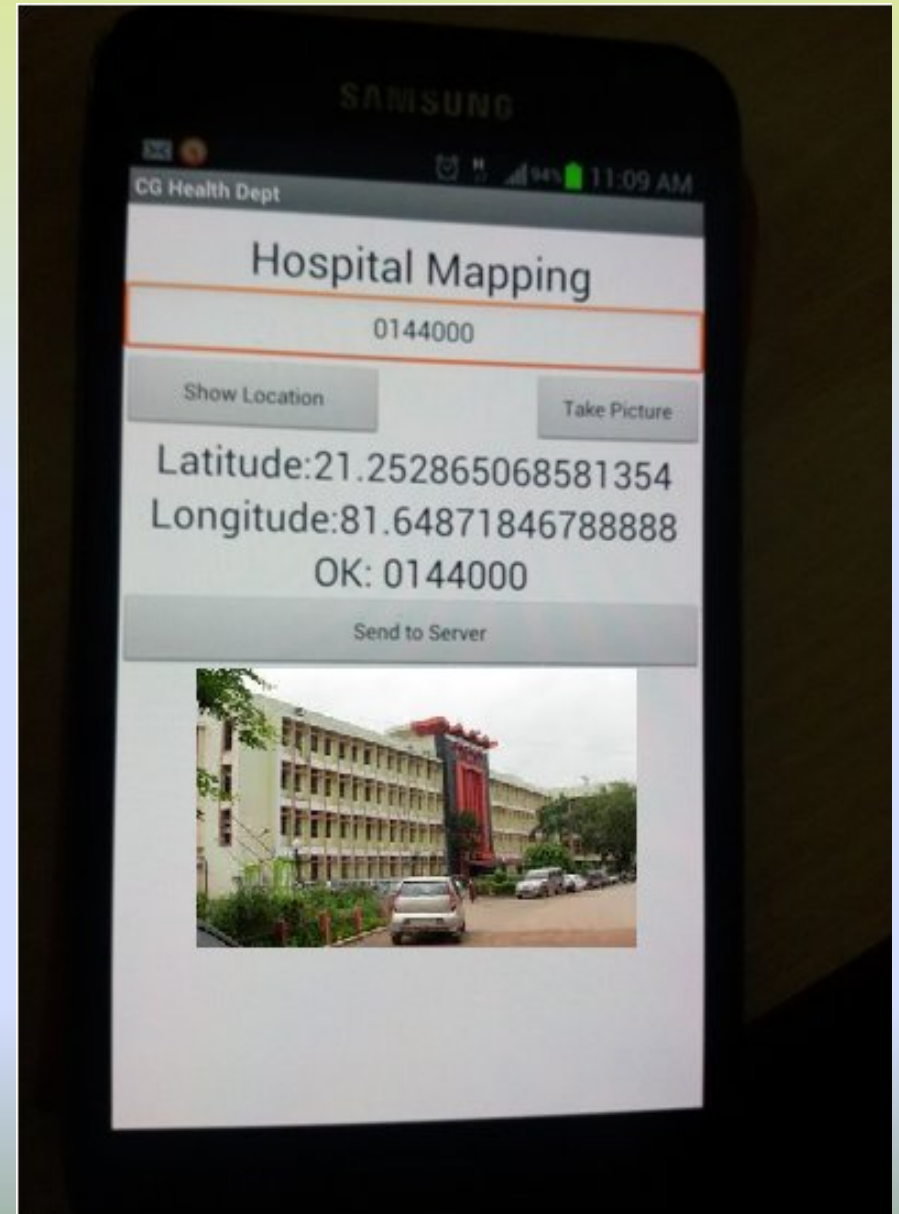 SAMSUNG
94% 11:09 AM
CG Health Dept
Hospital Mapping
0144000
Show Location
Take Picture
Latitude:21.252865068581354
Longitude:81.64871846788888
OK: 0144000
Send to Server